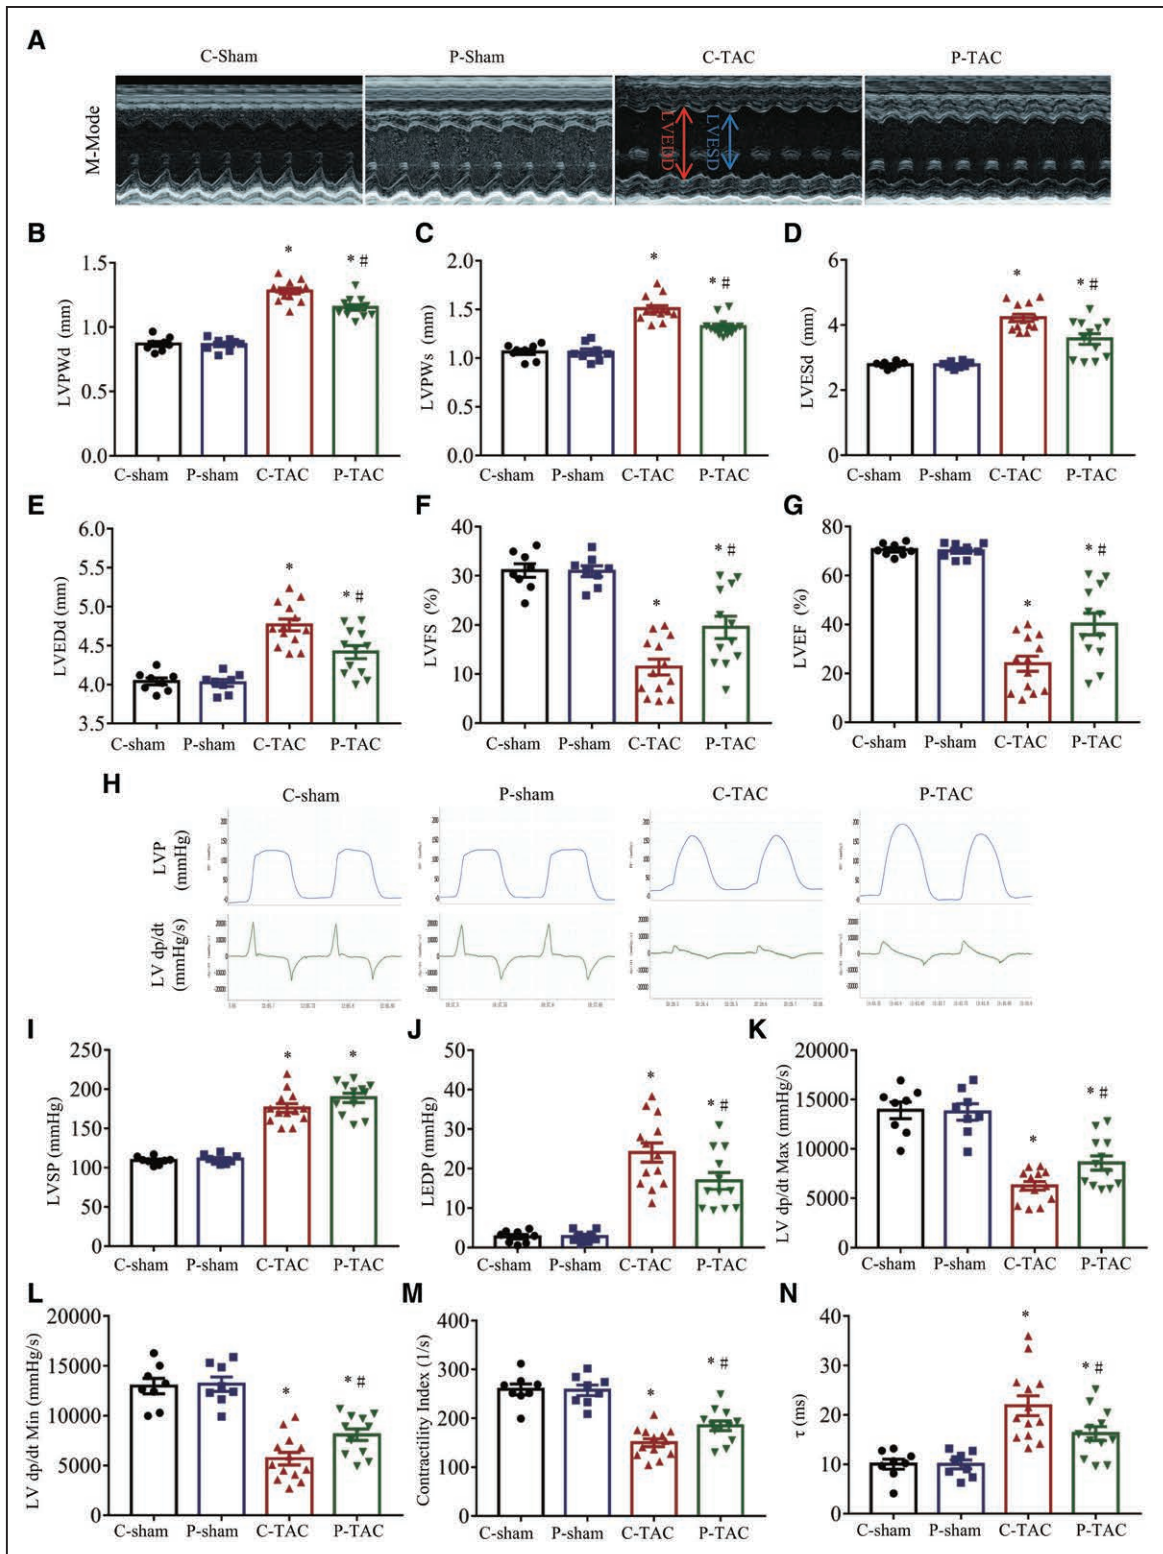 A
C-Sham P-Sham C-TAC P-TAC
M-Mode
LVEDD
LVESD
B
LVPWd (mm)
* * #
1.5
1.0
0.5
0.0
C-sham P-sham C-TAC P-TAC
C
LVPWs (mm)
* * #
2.0
1.5
1.0
0.5
0.0
C-sham P-sham C-TAC P-TAC
D
LVESd (mm)
* * #
6
4
2
0
C-sham P-sham C-TAC P-TAC
E
LVEDd (mm)
* * #
6.0
5.5
5.0
4.5
4.0
3.5
C-sham P-sham C-TAC P-TAC
F
LVFS (%)
* * #
40
30
20
10
0
C-sham P-sham C-TAC P-TAC
G
LVEF (%)
* * #
80
60
40
20
0
C-sham P-sham C-TAC P-TAC
H
C-sham P-sham C-TAC P-TAC
LVP
(mmHg)
LV dp/dt
(mmHg/s)
I
LVSP (mmHg)
* *
250
200
150
100
50
0
C-sham P-sham C-TAC P-TAC
J
LEDP (mmHg)
* * #
50
40
30
20
10
0
C-sham P-sham C-TAC P-TAC
K
LV dp/dt Max (mmHg/s)
* * #
20000
15000
10000
5000
0
C-sham P-sham C-TAC P-TAC
L
LV dp/dt Min (mmHg/s)
* * #
20000
15000
10000
5000
0
C-sham P-sham C-TAC P-TAC
M
Contractility Index (1/s)
* * #
400
300
200
100
0
C-sham P-sham C-TAC P-TAC
N
τ (ms)
* * #
40
30
20
10
0
C-sham P-sham C-TAC P-TAC